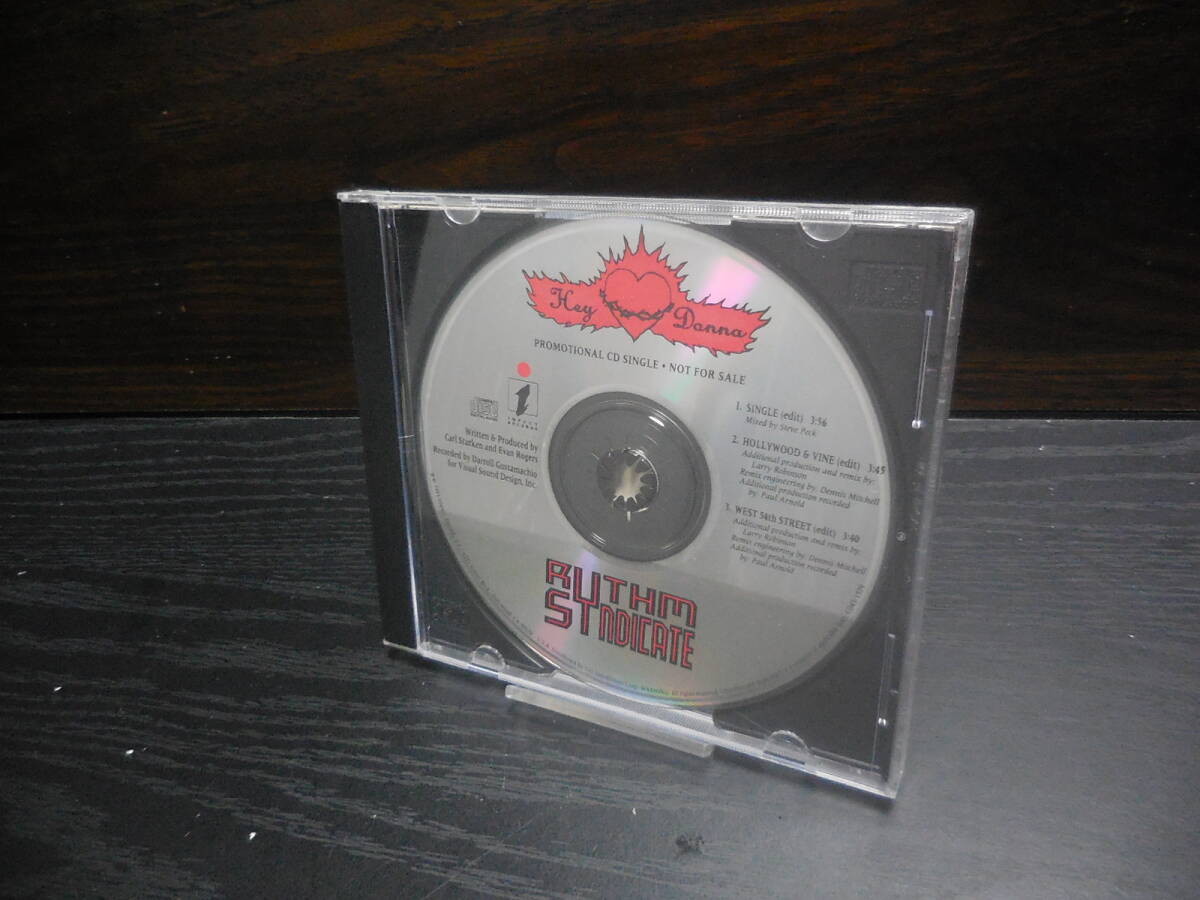 Hey Donna
PROMOTIONAL CD SINGLE • NOT FOR SALE
IMPACT
RECORDS
Written & Produced by
Carl Sturken and Evan Rogers
Recorded by Darroll Gustamachio
for Visual Sound Design, Inc.
1. SINGLE (edit) 3:56
Mixed by Steve Peck
2. HOLLYWOOD & VINE (edit) 3:45
Additional production and remix by:
Larry Robinson
Remix engineering by: Dennis Mitchell
Additional production recorded
by: Paul Arnold
3. WEST 54th STREET (edit) 3:40
Additional production and remix by:
Larry Robinson
Remix engineering by: Dennis Mitchell
Additional production recorded
by: Paul Arnold
RYTHM
SYNDICATE